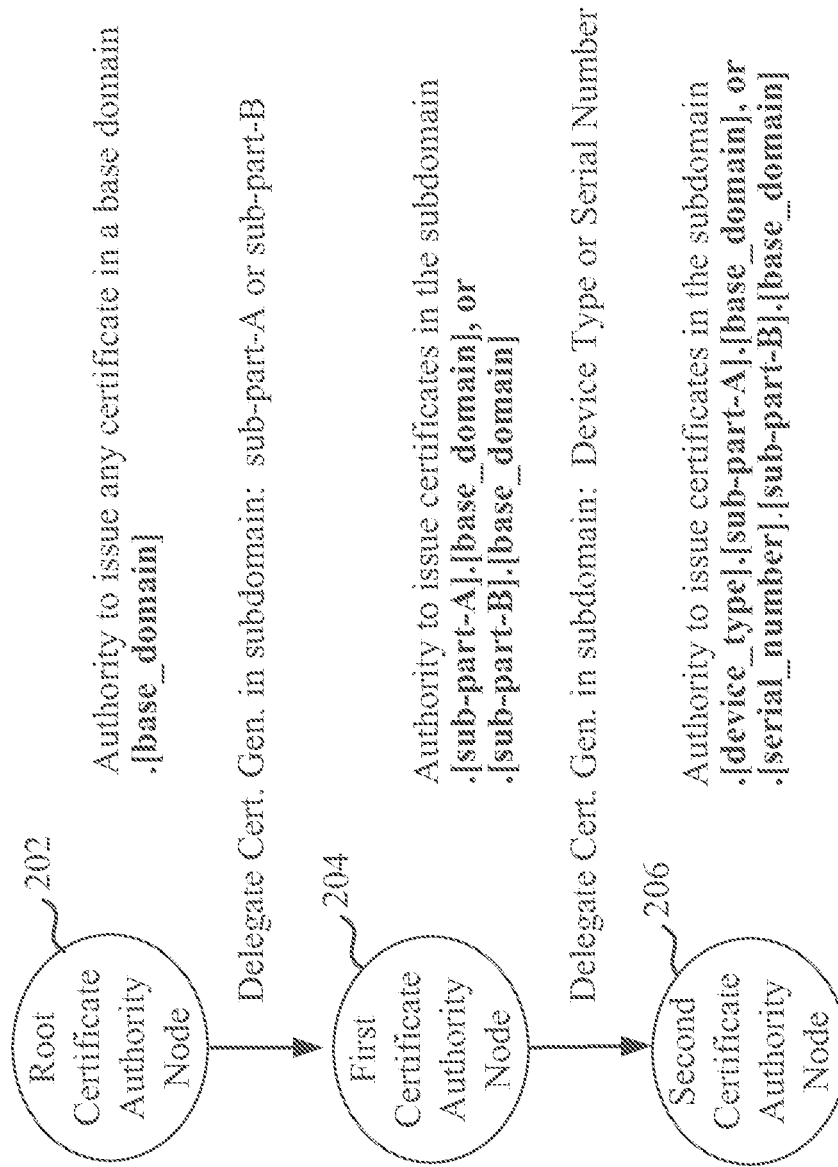 Root
Certificate
Authority
Node
202
Authority to issue any certificate in a base domain
.[base_domain]
Delegate Cert. Gen. in subdomain: sub-part-A or sub-part-B
First
Certificate
Authority
Node
204
Authority to issue certificates in the subdomain
.[sub-part-A].[base_domain], or
.[sub-part-B].[base_domain]
Delegate Cert. Gen. in subdomain: Device Type or Serial Number
Second
Certificate
Authority
Node
206
Authority to issue certificates in the subdomain
.[device_type].[sub-part-A].[base_domain], or
.[serial_number].[sub-part-B].[base_domain]